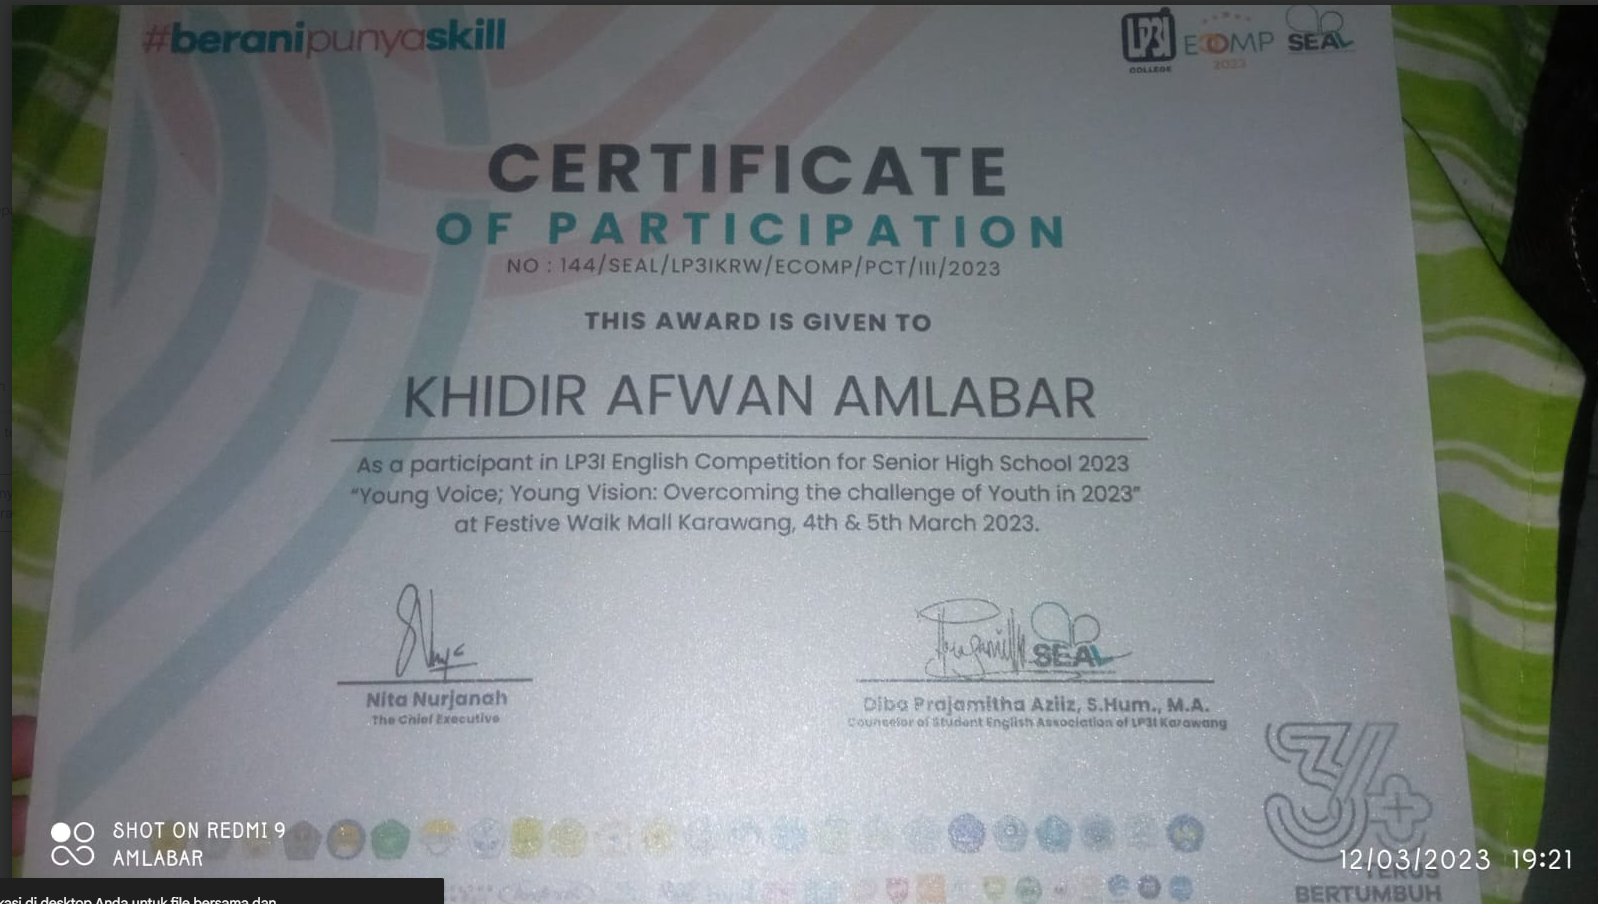 #beranipunyaskill
LP3I
COLLEGE
ECOMP
2023
SEAL
CERTIFICATE
OF PARTICIPATION
NO : 144/SEAL/LP3IKRW/ECOMP/PCT/III/2023
THIS AWARD IS GIVEN TO
KHIDIR AFWAN AMLABAR
As a participant in LP3I English Competition for Senior High School 2023
“Young Voice; Young Vision: Overcoming the challenge of Youth in 2023”
at Festive Walk Mall Karawang, 4th & 5th March 2023.
SEAL
Nita Nurjanah
The Chief Executive
Diba Prajamitha Aziiz, S.Hum., M.A.
Counselor of Student English Association of LP3I Karawang
34+
TERUS
BERTUMBUH
SHOT ON REDMI 9
AMLABAR
12/03/2023 19:21
di desktop Anda untuk file bersama dan